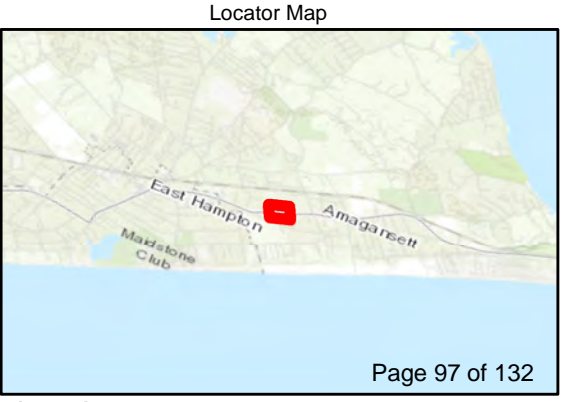 Locator Map
East Hampton
Amagansett
Maidstone
Club
Page 97 of 132